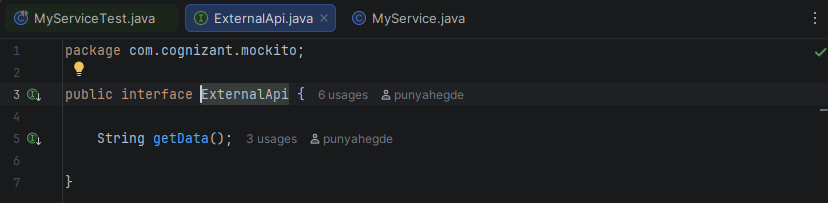 MyServiceTest.java ExternalApi.java MyService.java
1 package com.cognizant.mockito;
2
3 public interface ExternalApi { 6 usages punyahegde
4
5 String getData(); 3 usages punyahegde
6
7 }